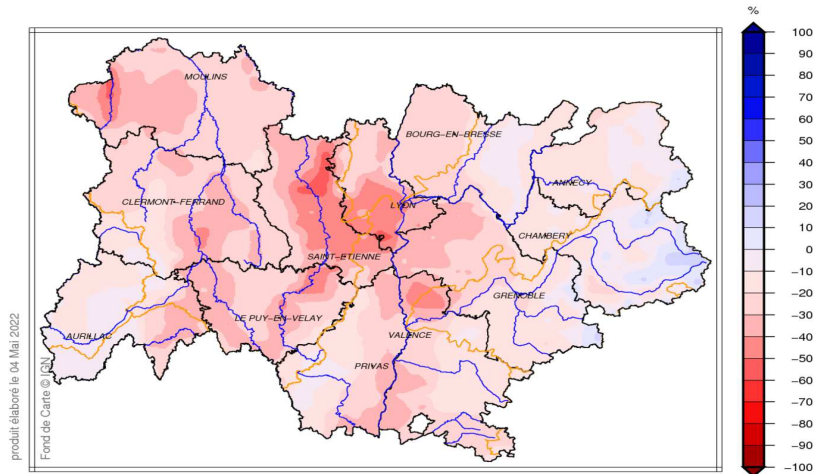 %
100
90
80
70
60
50
40
30
20
10
0
−10
−20
−30
−40
−50
−60
−70
−80
−90
−100
MOULINS
BOURG−EN−BRESSE
ANNECY
CLERMONT−FERRAND
LYON
CHAMBERY
SAINT−ETIENNE
GRENOBLE
LE PUY−EN−VELAY
AURILLAC
VALENCE
PRIVAS
produit élaboré le 04 Mai 2022
Fond de Carte © IGN